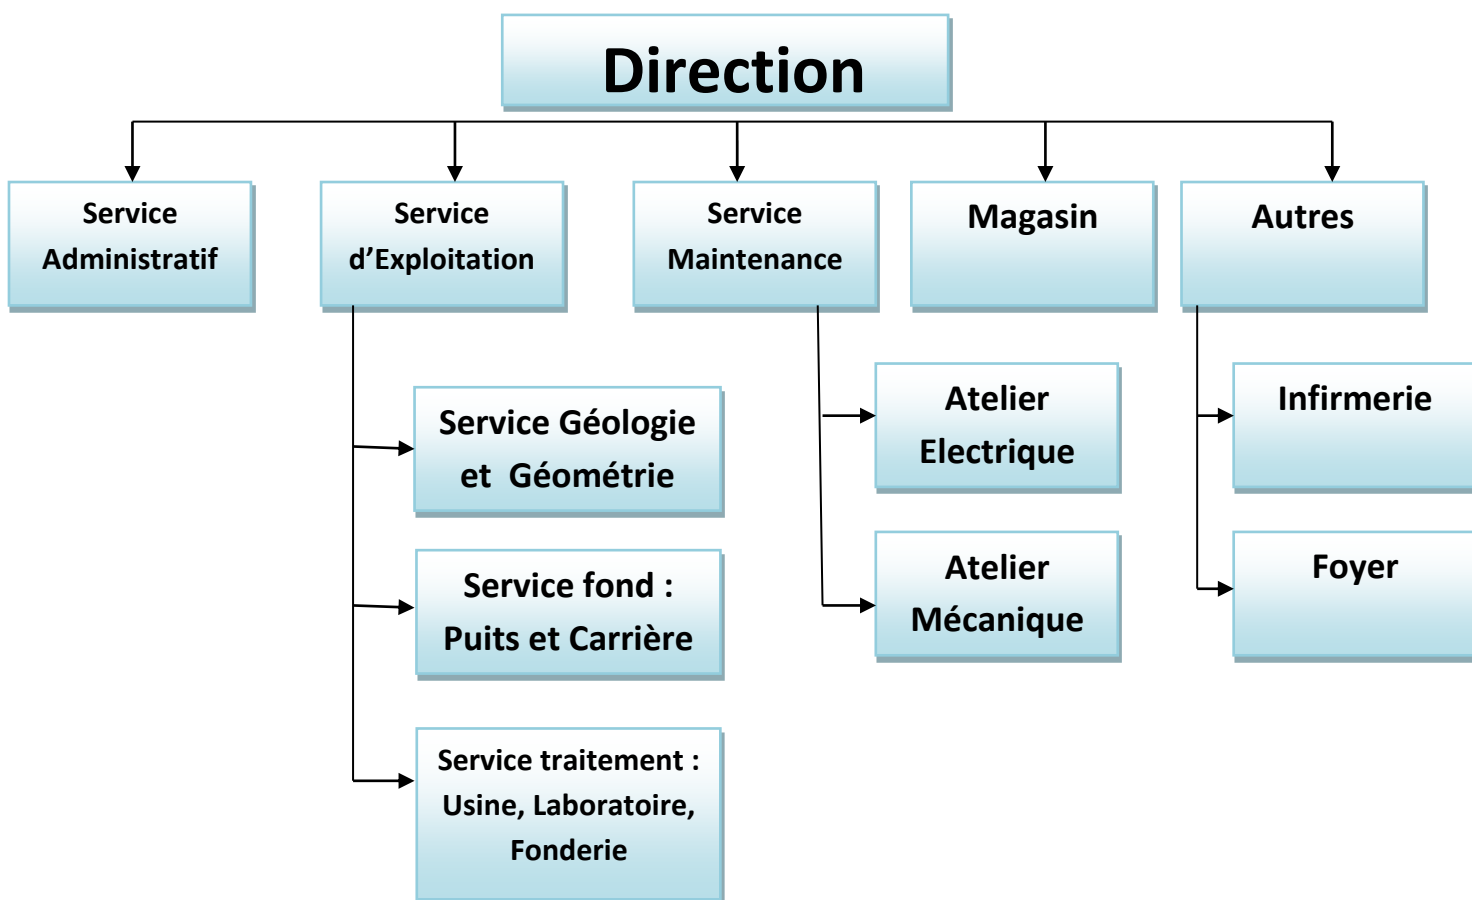 Direction
Service
Administratif
Service
d’Exploitation
Service
Maintenance
Magasin
Autres
Service Géologie
et  Géométrie
Service fond :
Puits et Carrière
Service traitement :
Usine, Laboratoire,
Fonderie
Atelier
Electrique
Atelier
Mécanique
Infirmerie
Foyer